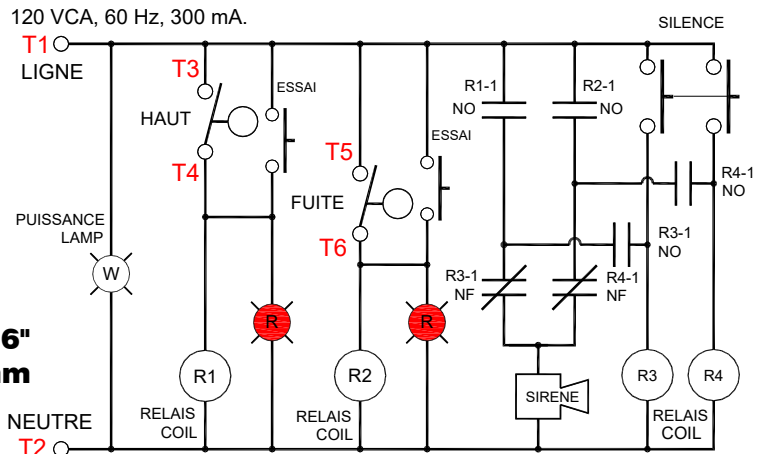 120 VCA, 60 Hz, 300 mA.
SILENCE
T1
LIGNE
T3
HAUT
T4
ESSAI
T5
FUITE
T6
ESSAI
R1-1
NO
R2-1
NO
R4-1
NO
R3-1
NO
PUISSANCE
LAMP
W
R
R
R3-1
NF
R4-1
NF
6"
m
R1
RELAIS
COIL
R2
RELAIS
COIL
SIRENE
R3
R4
RELAIS
COIL
NEUTRE
T2